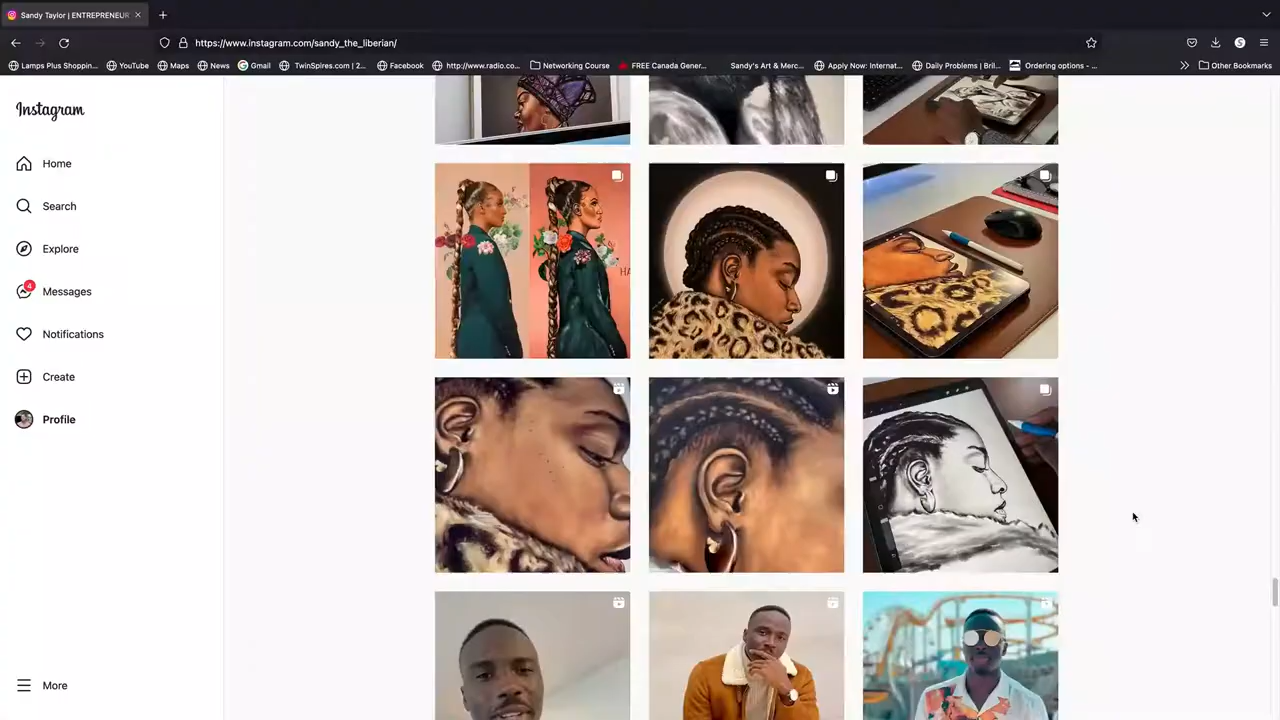 Sandy Taylor | ENTREPRENEUR
https://www.instagram.com/sandy_the_liberian/
Lamps Plus Shoppin...
YouTube
Maps
News
Gmail
TwinSpires.com | 2...
Facebook
http://www.radio.co...
Networking Course
FREE Canada Gener...
Sandy's Art & Merc...
Apply Now: Internat...
Daily Problems | Bril...
Ordering options - ...
Other Bookmarks
Instagram
Home
Search
Explore
4
Messages
Notifications
Create
Profile
More